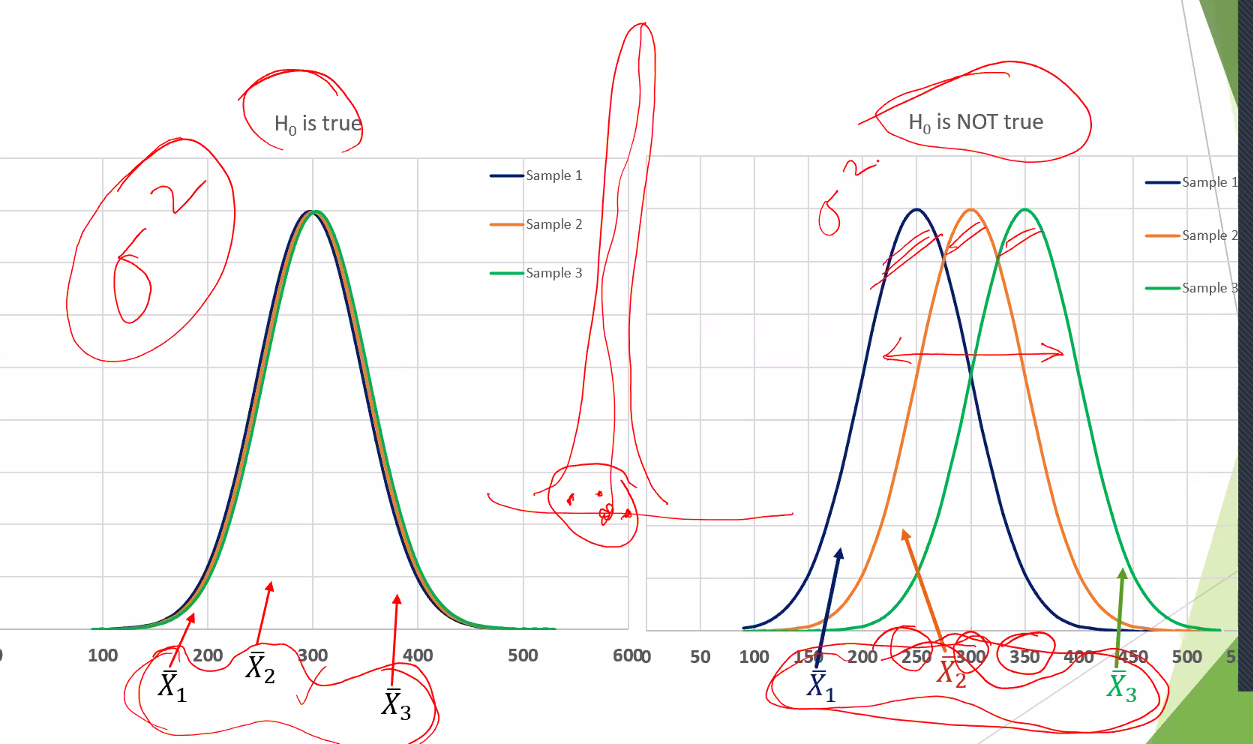 H₀ is true
H₀ is NOT true
σ²
σ²
Sample 1
Sample 2
Sample 3
Sample 1
Sample 2
Sample 3
100 200 300 400 500 600
0 50 100 150 200 250 300 350 400 450 500
X̄₁ X̄₂ X̄₃
X̄₁ X̄₂ X̄₃